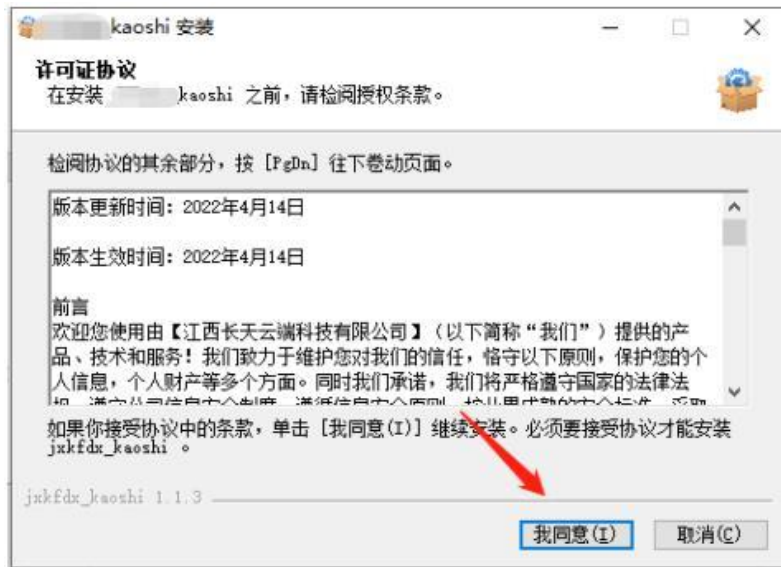 kaoshi 安装
许可证协议
在安装 kaoshi 之前，请检阅授权条款。
检阅协议的其余部分，按 [PgDn] 往下卷动页面。
版本更新时间：2022年4月14日
版本生效时间：2022年4月14日
前言
欢迎您使用由【江西长天云端科技有限公司】（以下简称“我们”）提供的产
品、技术和服务！我们致力于维护您对我们的信任，恪守以下原则，保护您的个
人信息，个人财产等多个方面。同时我们承诺，我们将严格遵守国家的法律法
如果你接受协议中的条款，单击 [我同意(I)] 继续安装。必须要接受协议才能安装
jxkfdx_kaoshi 。
jxkfdx_kaoshi 1.1.3
我同意(I)
取消(C)